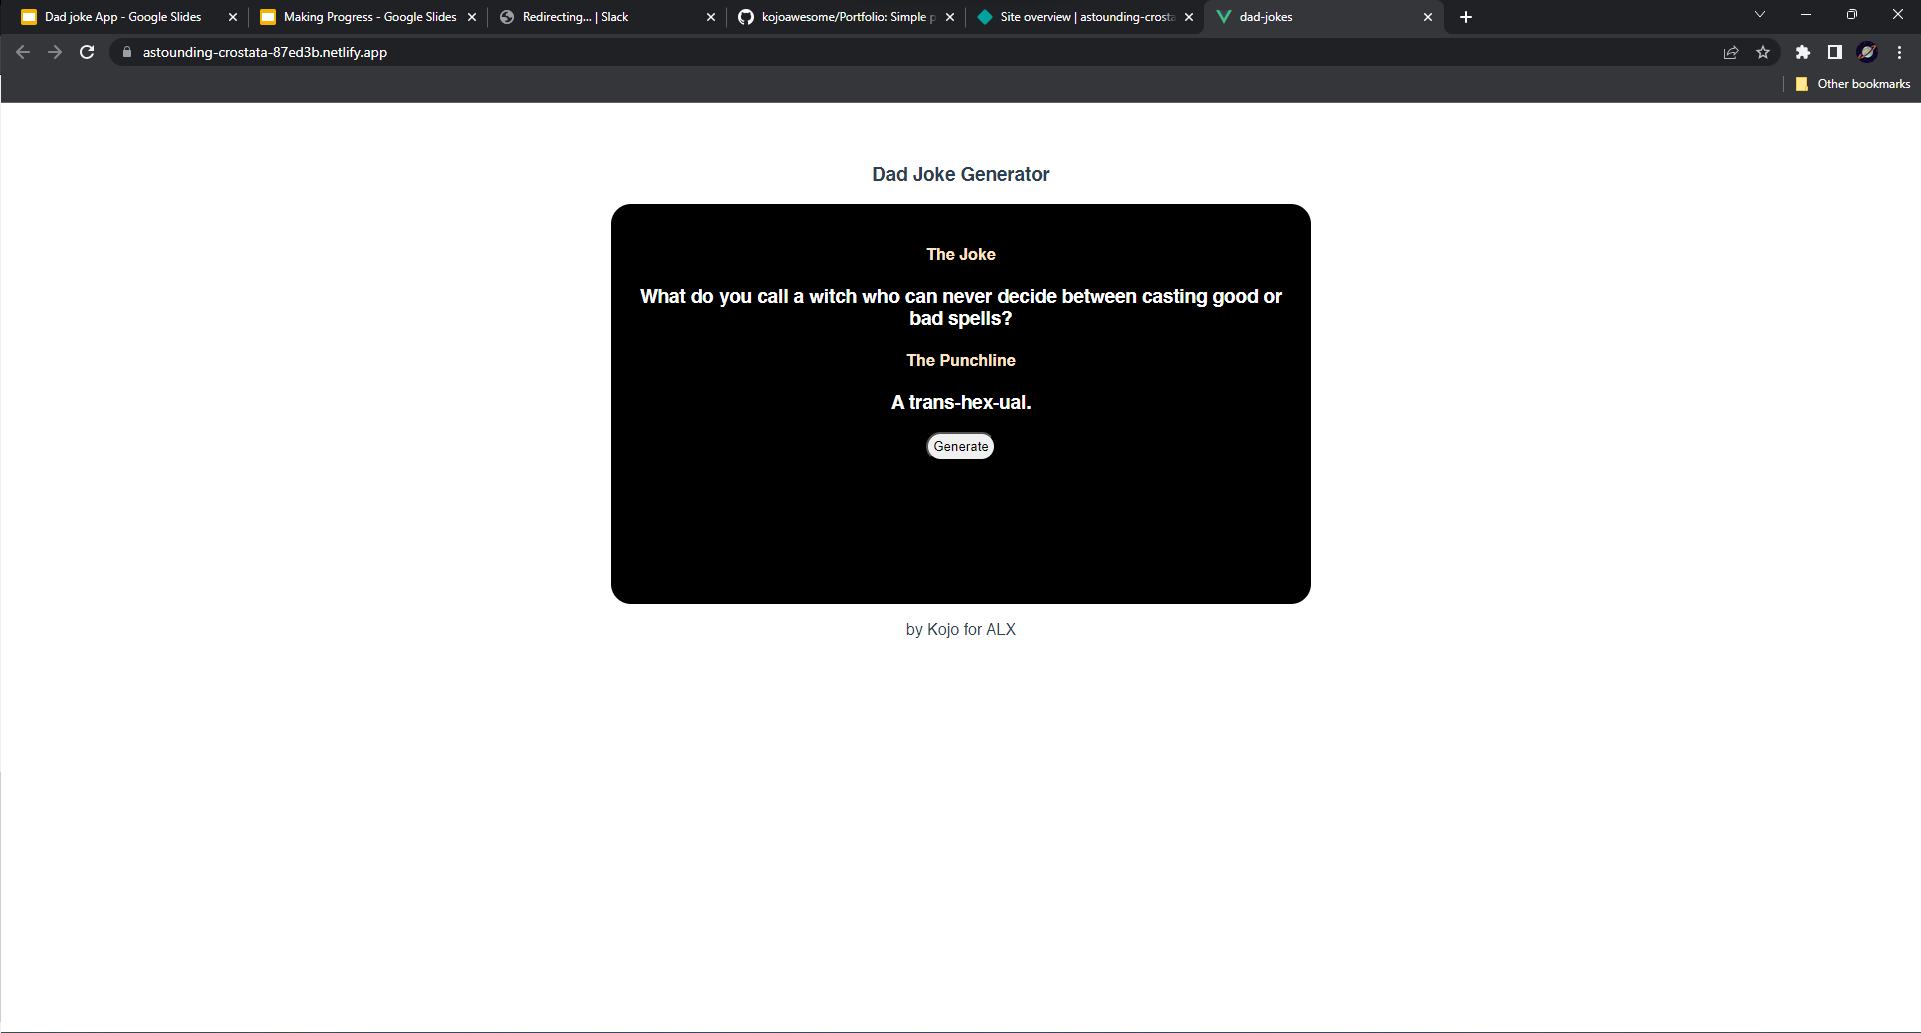 Dad joke App - Google Slides
Making Progress - Google Slides
Redirecting... | Slack
kojoawesome/Portfolio: Simple p
Site overview | astounding-crosta
dad-jokes
astounding-crostata-87ed3b.netlify.app
Other bookmarks
Dad Joke Generator
The Joke
What do you call a witch who can never decide between casting good or
bad spells?
The Punchline
A trans-hex-ual.
Generate
by Kojo for ALX